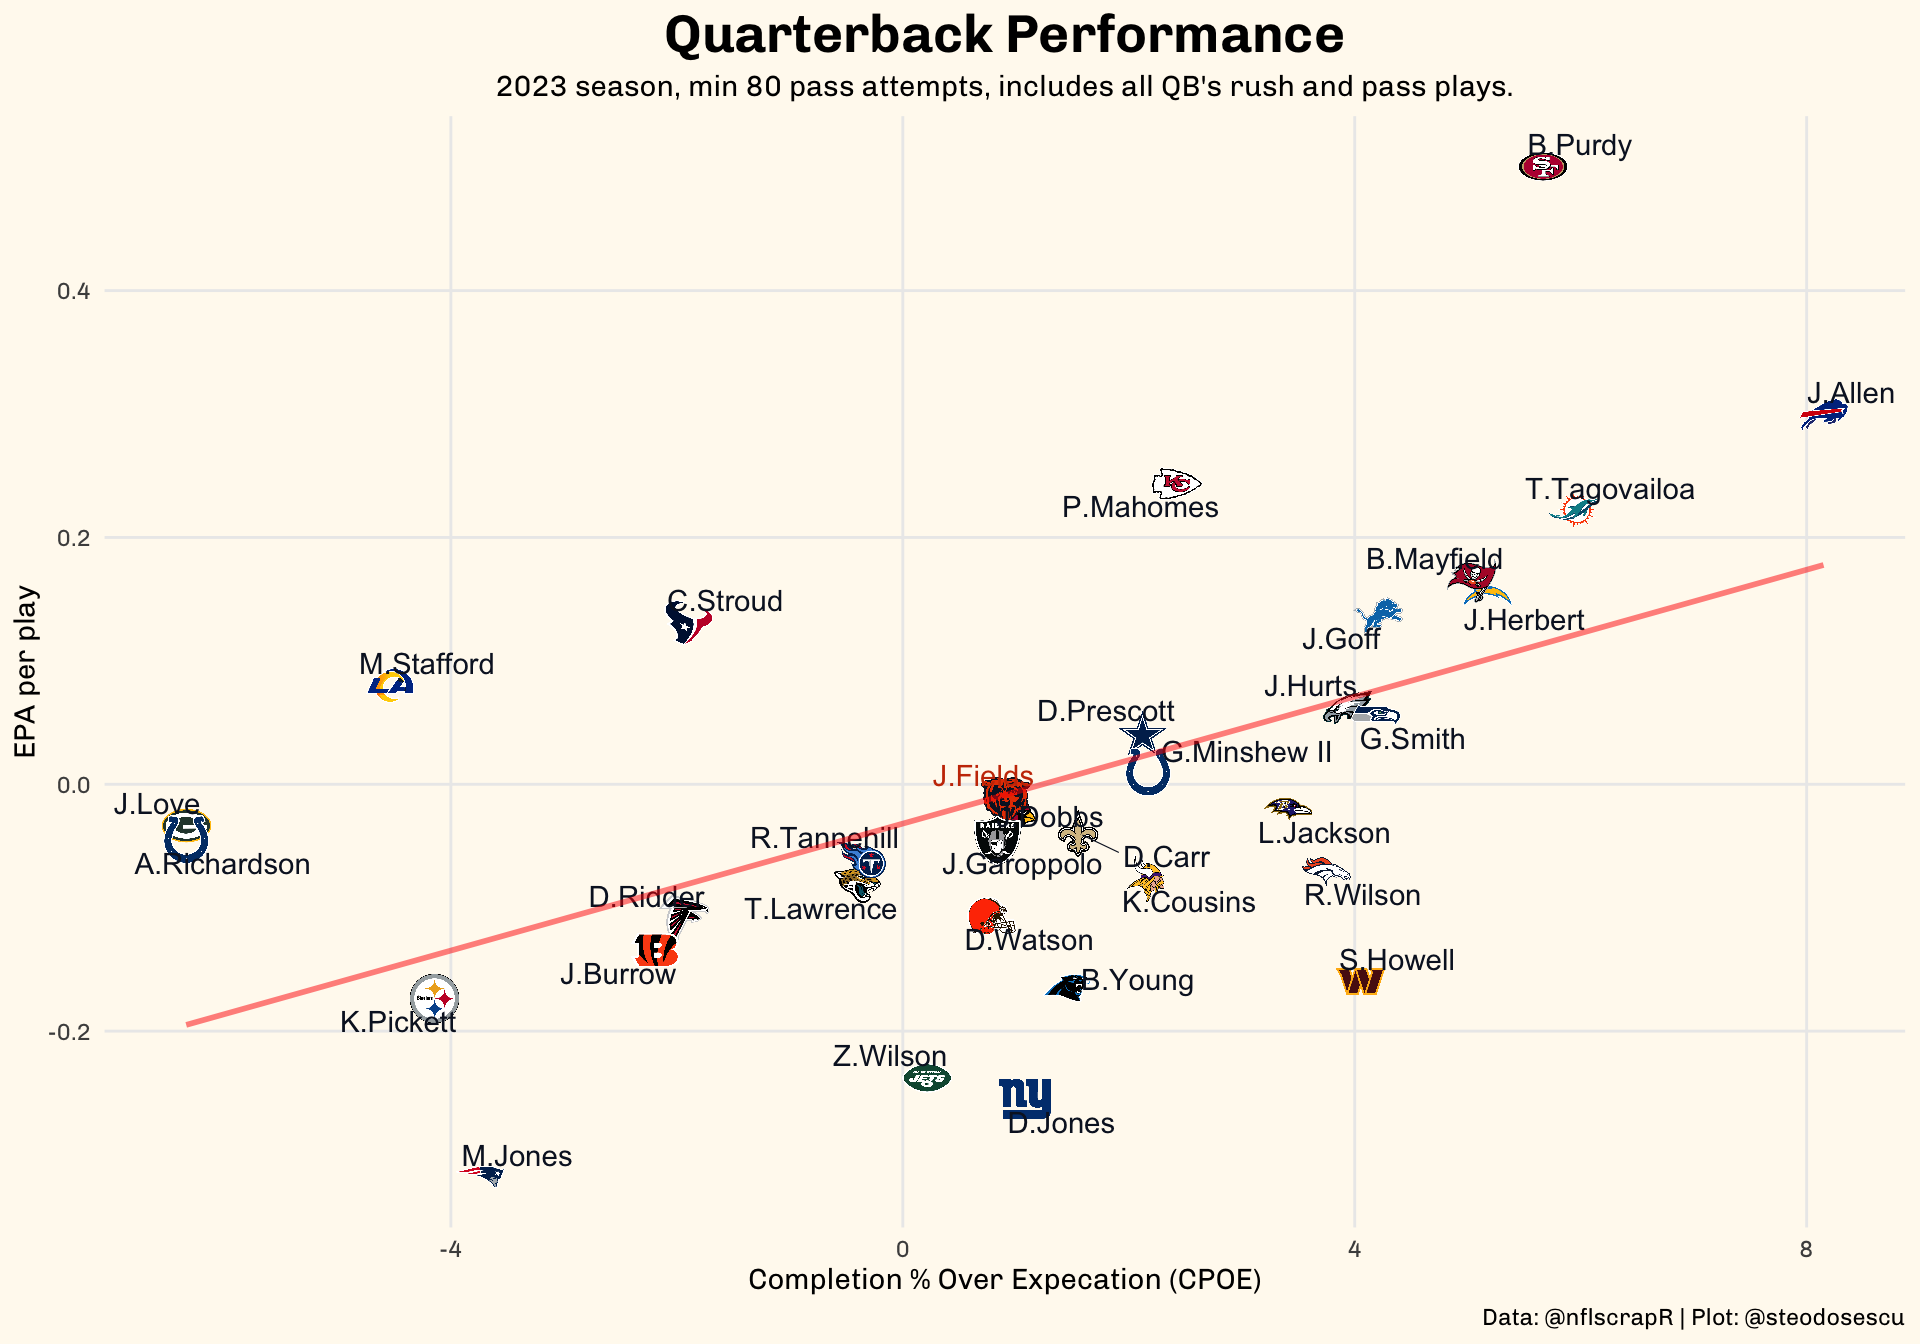 Quarterback Performance
2023 season, min 80 pass attempts, includes all QB's rush and pass plays.
B.Purdy
0.4
J.Allen
T.Tagovailoa
P.Mahomes
0.2
B.Mayfield
C.Stroud
J.Herbert
J.Goff
M.Stafford
J.Hurts
D.Prescott
G.Smith
G.Minshew II
J.Fields
0.0
J.Love
Dobbs
L.Jackson
R.Tannehill
D.Carr
A.Richardson
J.Garoppolo
R.Wilson
D.Ridder
K.Cousins
T.Lawrence
D.Watson
S.Howell
J.Burrow
B.Young
K.Pickett
-0.2
Z.Wilson
JETS
ny
D.Jones
M.Jones
EPA per play
-4
0
4
8
Completion % Over Expecation (CPOE)
Data: @nflscrapR | Plot: @steodosescu